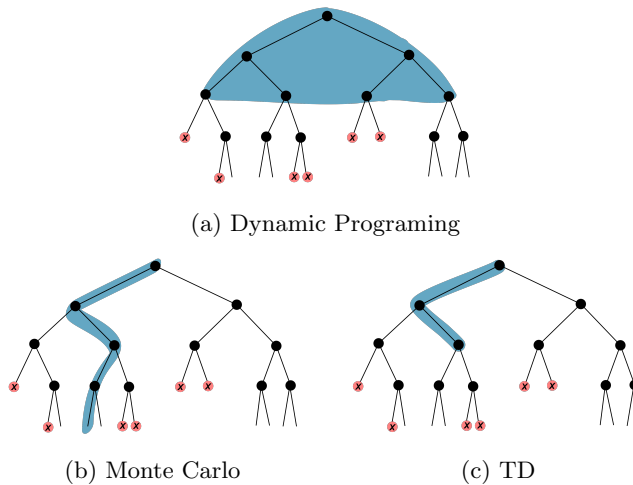 x x x
x x x
(a) Dynamic Programing
x x x x x x
x x x x x x
(b) Monte Carlo (c) TD